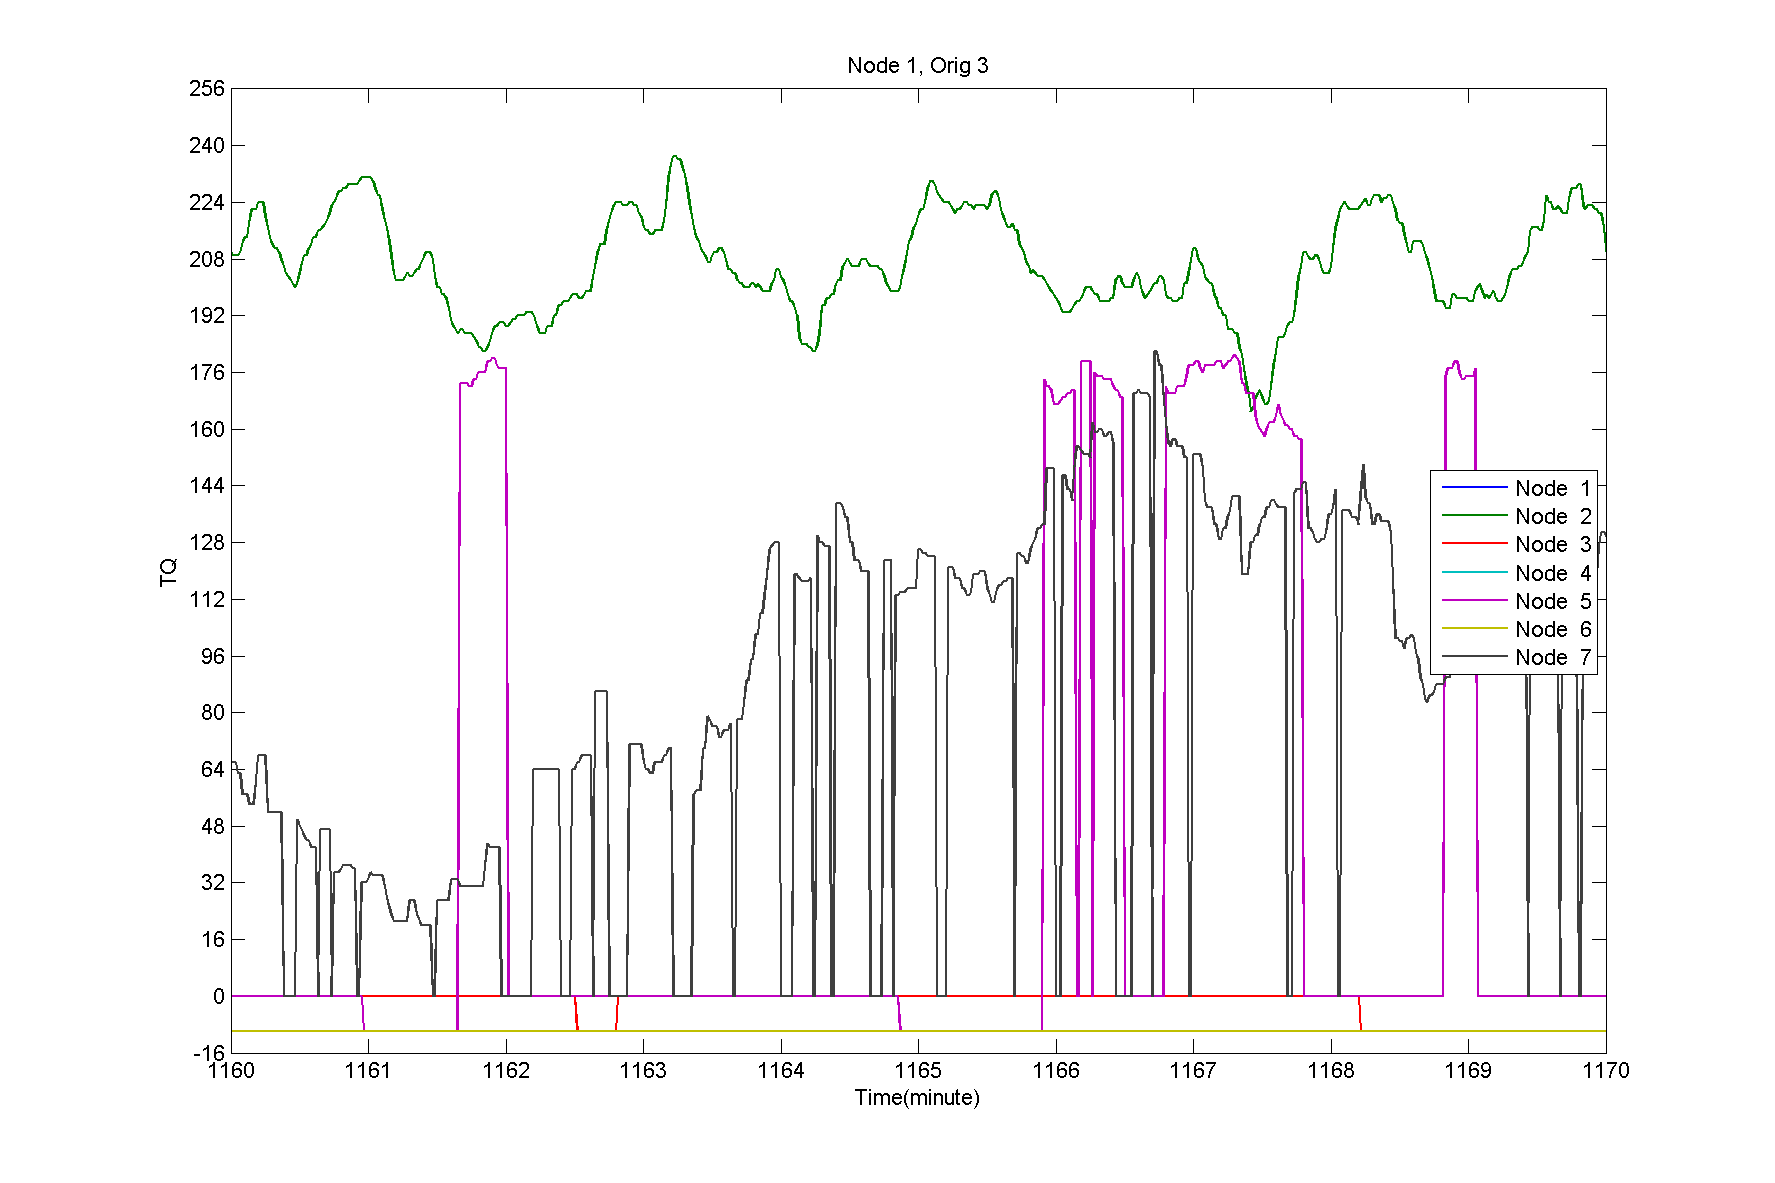 Node 1, Orig 3
256
240
224
208
192
176
160
144
128
112
96
80
64
48
32
16
0
-16
TQ
Node 1
Node 2
Node 3
Node 4
Node 5
Node 6
Node 7
1160 1161 1162 1163 1164 1165 1166 1167 1168 1169 1170
Time(minute)